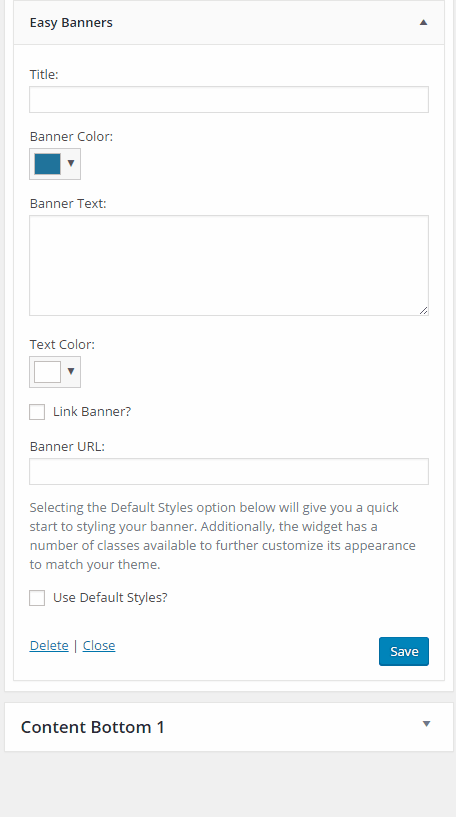 Easy Banners
Title:
Banner Color:
Banner Text:
Text Color:
Link Banner?
Banner URL:
Selecting the Default Styles option below will give you a quick
start to styling your banner. Additionally, the widget has a
number of classes available to further customize its appearance
to match your theme.
Use Default Styles?
Delete | Close
Save
Content Bottom 1